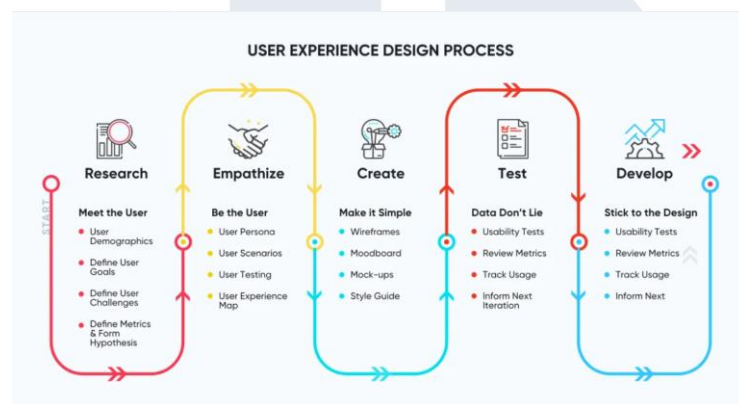 USER EXPERIENCE DESIGN PROCESS
START
Research
Meet the User
User
Demographics
Define User
Goals
Define User
Challenges
Define Metrics
& Form
Hypothesis
Empathize
Be the User
User Persona
User Scenarios
User Testing
User Experience
Map
Create
Make it Simple
Wireframes
Moodboard
Mock-ups
Style Guide
Test
Data Don't Lie
Usability Tests
Review Metrics
Track Usage
Inform Next
Iteration
Develop
Stick to the Design
Usability Tests
Review Metrics
Track Usage
Inform Next